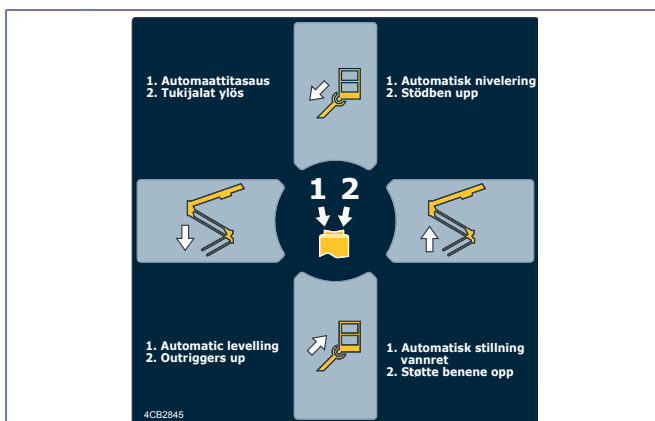 1. Automaattitasaus
2. Tukijalat ylös
1. Automatisk nivelering
2. Stödben upp
1 2
1. Automatic levelling
2. Outriggers up
1. Automatisk stillning
vannret
2. Støtte benene opp
4CB2845